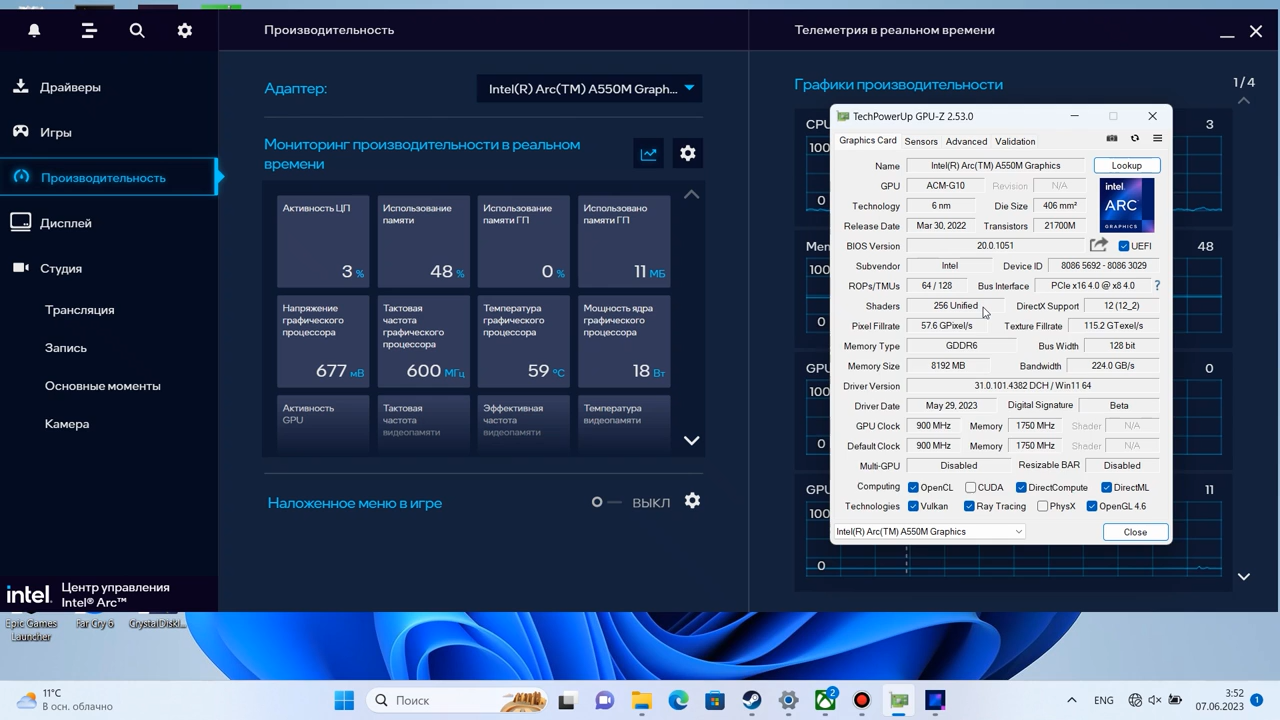 Производительность
Телеметрия в реальном времени
Драйверы
Игры
Производительность
Дисплей
Студия
Трансляция
Запись
Основные моменты
Камера
intel.
Центр управления
Intel® Arc™
Адаптер:
Intel(R) Arc(TM) A550M Graph...
Мониторинг производительности в реальном
времени
Активность ЦП
3 %
Использование
памяти
48 %
Использование
памяти ГП
0 %
Использовано
памяти ГП
11 МБ
Напряжение
графического
процессора
677 мВ
Тактовая
частота
графического
процессора
600 МГц
Температура
графического
процессора
59 °C
Мощность ядра
графического
процессора
18 Вт
Активность
GPU
Тактовая
частота
видеопамяти
Эффективная
частота
видеопамяти
Температура
видеопамяти
Наложенное меню в игре
ВЫКЛ
Графики производительности
1/4
CP
3
100
0
Mem
48
100
0
GPU
0
100
0
GPU
11
100
0
TechPowerUp GPU-Z 2.53.0
Graphics Card Sensors Advanced Validation
Name Intel(R) Arc(TM) A550M Graphics Lookup
GPU ACM-G10 Revision N/A
Technology 6 nm Die Size 406 mm²
Release Date Mar 30, 2022 Transistors 21700M
intel
ARC
GRAPHICS
BIOS Version 20.0.1051 UEFI
Subvendor Intel Device ID 8086 5692 - 8086 3029
ROPs/TMUs 64 / 128 Bus Interface PCIe x16 4.0 @ x8 4.0 ?
Shaders 256 Unified DirectX Support 12 (12_2)
Pixel Fillrate 57.6 GPixel/s Texture Fillrate 115.2 GTexel/s
Memory Type GDDR6 Bus Width 128 bit
Memory Size 8192 MB Bandwidth 224.0 GB/s
Driver Version 31.0.101.4382 DCH / Win11 64
Driver Date May 29, 2023 Digital Signature Beta
GPU Clock 900 MHz Memory 1750 MHz Shader N/A
Default Clock 900 MHz Memory 1750 MHz Shader N/A
Multi-GPU Disabled Resizable BAR Disabled
Computing OpenCL CUDA DirectCompute DirectML
Technologies Vulkan Ray Tracing PhysX OpenGL 4.6
Intel(R) Arc(TM) A550M Graphics Close
Epic Games
Launcher
Far Cry 6
CrystalDiskI...
11°C
В осн. облачно
Поиск
2
ENG
3:52
07.06.2023
1